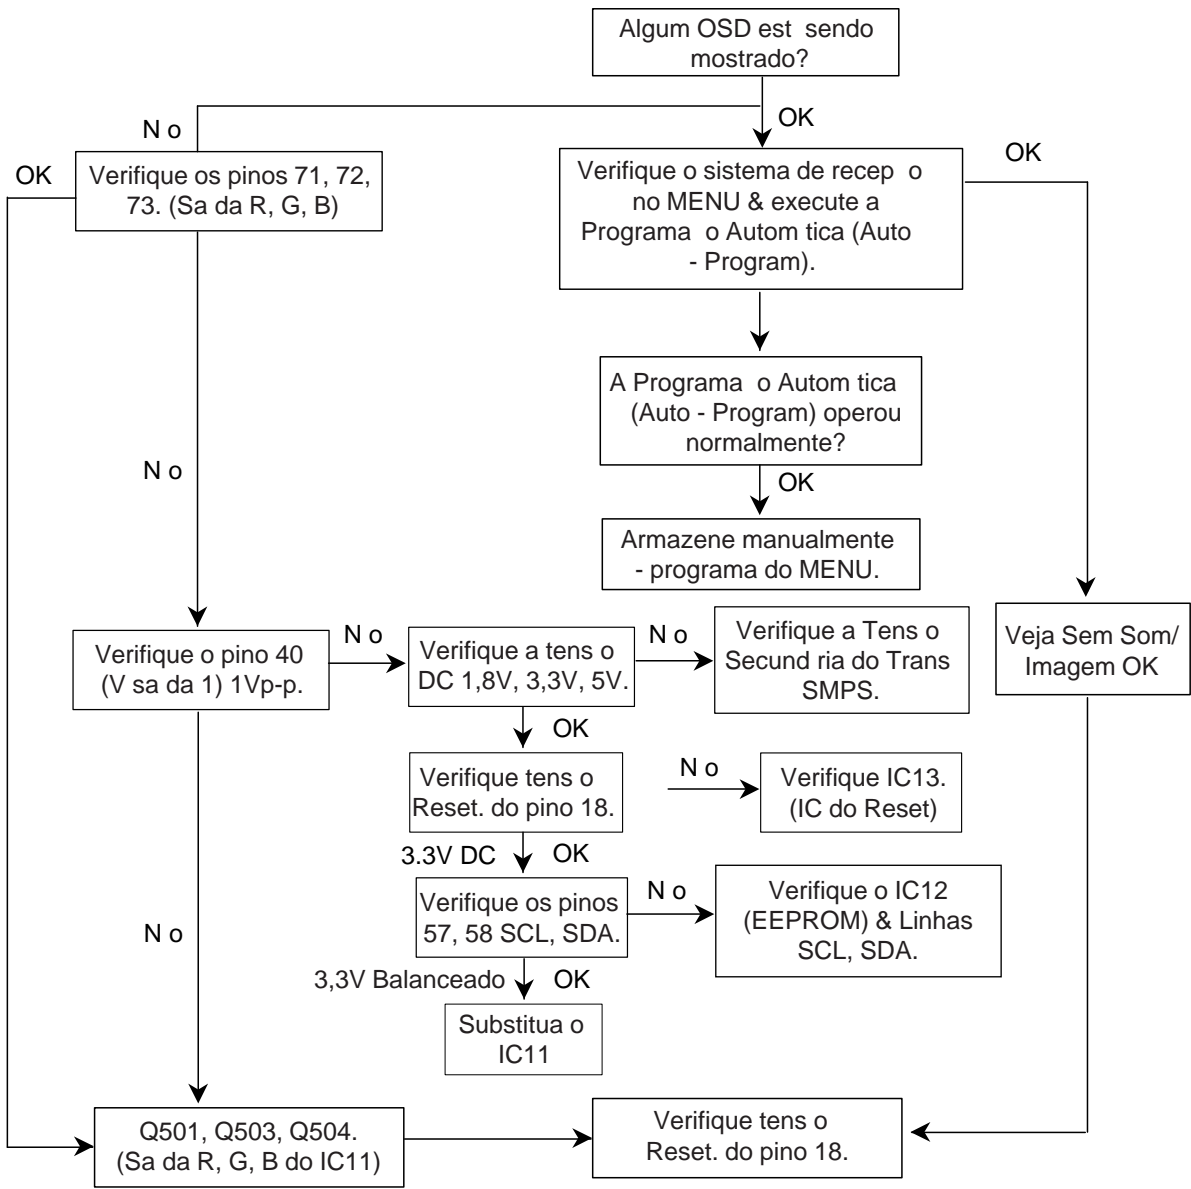 Algum OSD est  sendo
mostrado?
N o
OK
OK
OK
Verifique os pinos 71, 72,
73. (Sa da R, G, B)
Verifique o sistema de recep  o
no MENU & execute a
Programa  o Autom tica (Auto
- Program).
A Programa  o Autom tica
(Auto - Program) operou
normalmente?
N o
OK
Armazene manualmente
- programa do MENU.
Verifique o pino 40
(V sa da 1) 1Vp-p.
N o
Verifique a tens o
DC 1,8V, 3,3V, 5V.
N o
Verifique a Tens o
Secund ria do Trans
SMPS.
Veja Sem Som/
Imagem OK
OK
Verifique tens o
Reset. do pino 18.
N o
Verifique IC13.
(IC do Reset)
3.3V DC
OK
Verifique os pinos
57, 58 SCL, SDA.
N o
Verifique o IC12
(EEPROM) & Linhas
SCL, SDA.
N o
3,3V Balanceado
OK
Substitua o
IC11
Q501, Q503, Q504.
(Sa da R, G, B do IC11)
Verifique tens o
Reset. do pino 18.